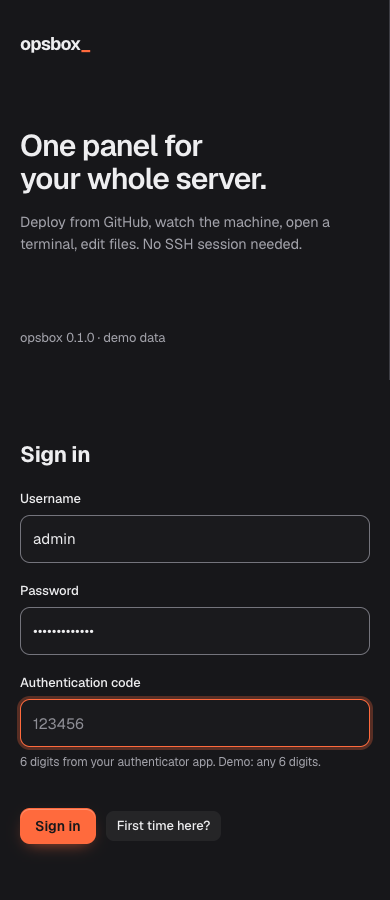 opsbox_
One panel for
your whole server.
Deploy from GitHub, watch the machine, open a
terminal, edit files. No SSH session needed.
opsbox 0.1.0 · demo data
Sign in
Username
admin
Password
•••••••••••••
Authentication code
123456
6 digits from your authenticator app. Demo: any 6 digits.
Sign in
First time here?